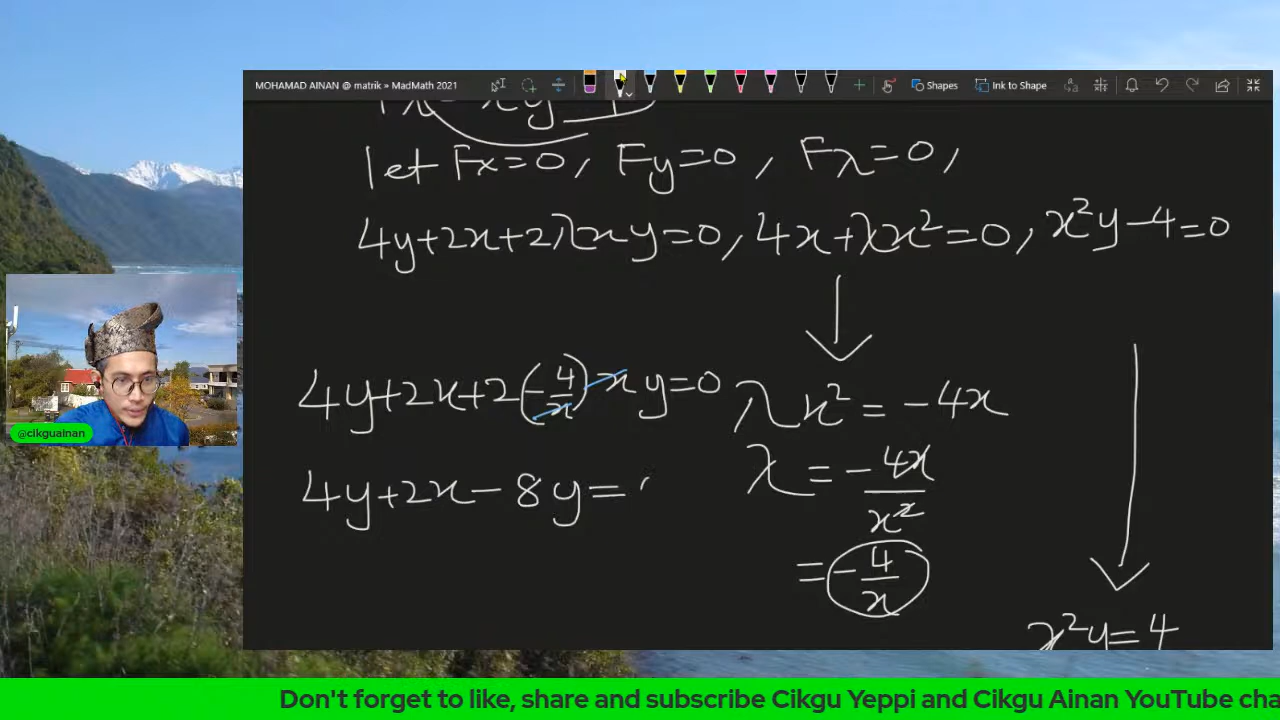 MOHAMAD AINAN @ matrik » MadMath 2021
Shapes
Ink to Shape
let Fx=0, Fy=0, Fλ=0,
4y+2x+2λxy=0, 4x+λx²=0, x²y-4=0
4y+2x+2(-4/x)·xy=0
λx² = -4x
4y+2x-8y=
λ = -4x/x²
= -4/x
x²y=4
@cikguainan
Don't forget to like, share and subscribe Cikgu Yeppi and Cikgu Ainan YouTube cha